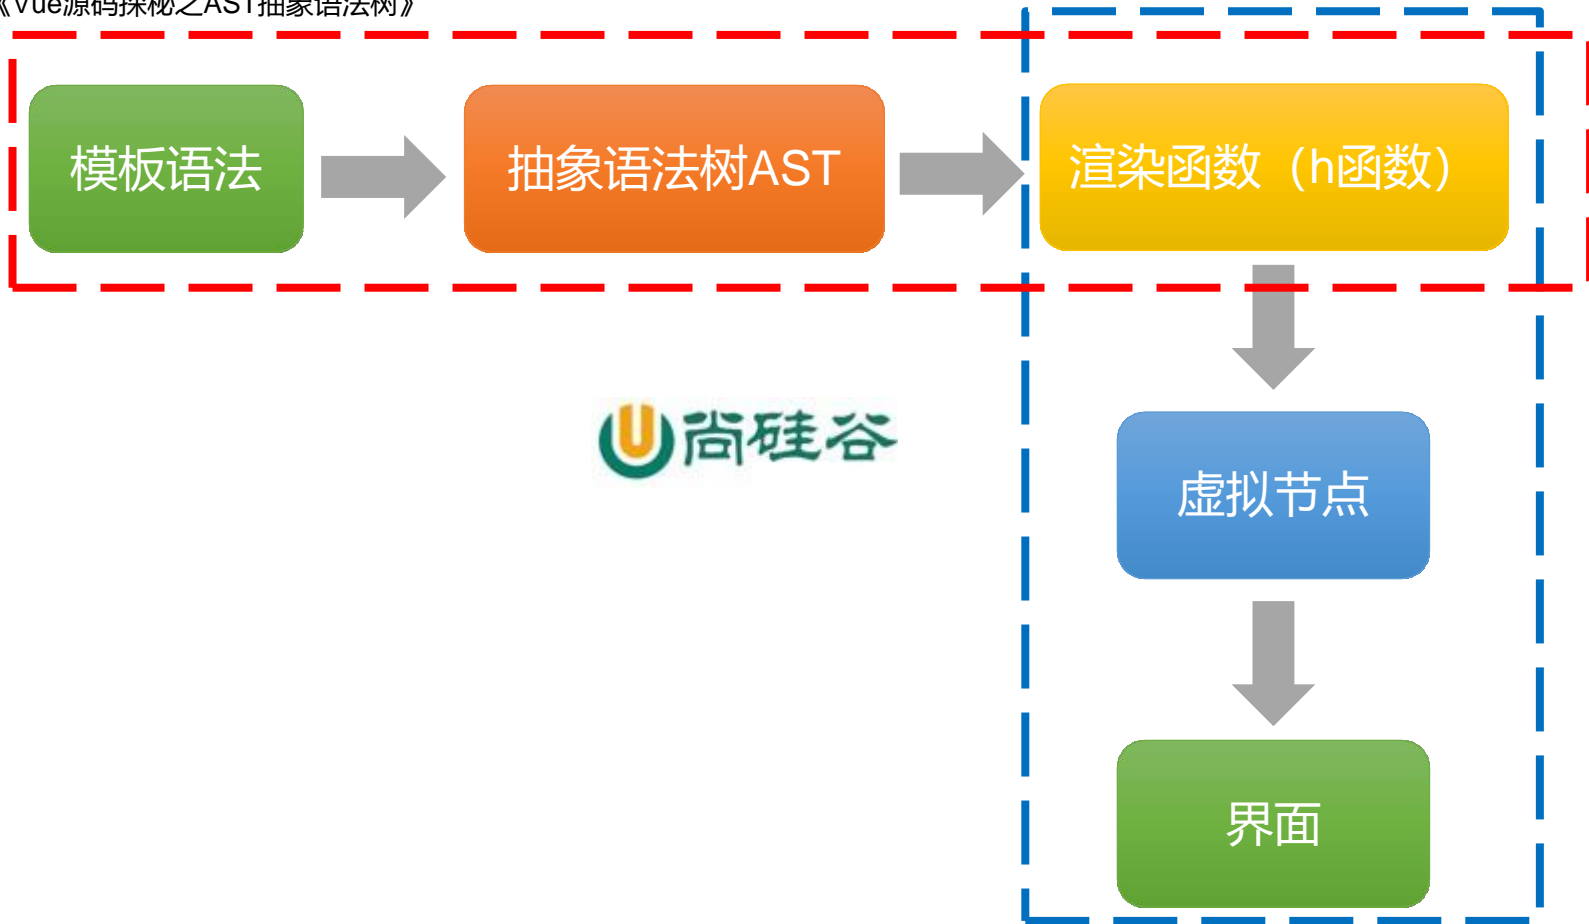 《Vue源码探秘之AST抽象语法树》
模板语法
抽象语法树AST
渲染函数（h函数）
尚硅谷
虚拟节点
界面